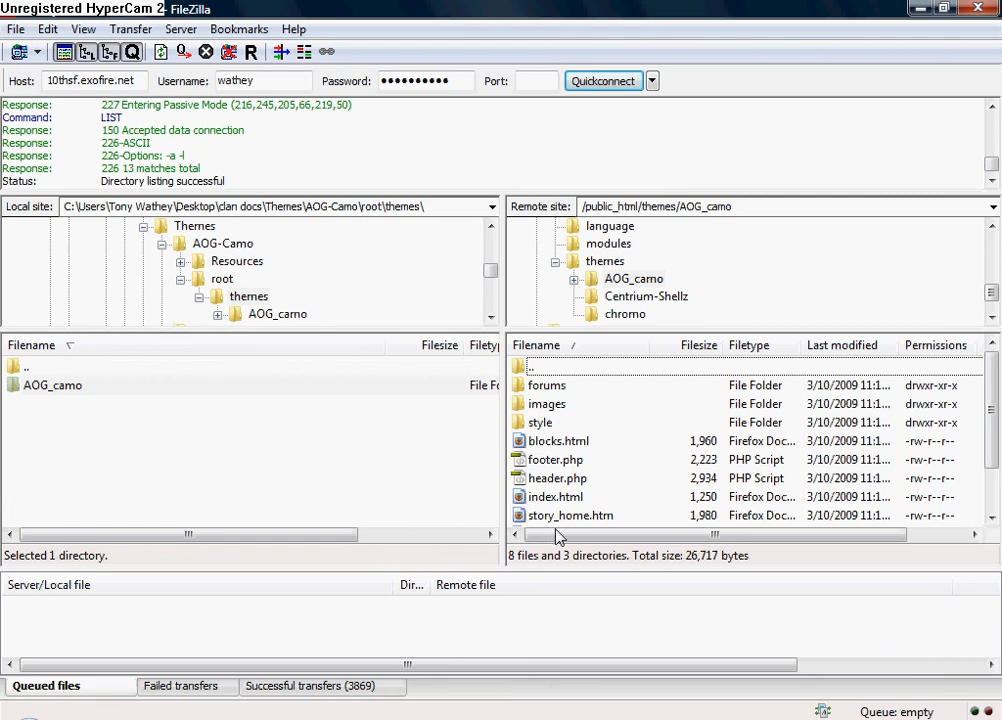 Unregistered HyperCam 2 - FileZilla
File Edit View Transfer Server Bookmarks Help
Host: 10thsf.exofire.net Username: wathey Password: ●●●●●●●●●● Port: Quickconnect
Response: 227 Entering Passive Mode (216,245,205,66,219,50)
Command: LIST
Response: 150 Accepted data connection
Response: 226-ASCII
Response: 226-Options: -a -l
Response: 226 13 matches total
Status: Directory listing successful
Local site: C:\Users\Tony Wathey\Desktop\clan docs\Themes\AOG-Camo\root\themes\
Themes
AOG-Camo
Resources
root
themes
AOG_camo
Filename Filesize Filety
..
AOG_camo File Fo
Selected 1 directory.
Remote site: /public_html/themes/AOG_camo
language
modules
themes
AOG_camo
Centrium-Shellz
chromo
Filename Filesize Filetype Last modified Permissions
..
forums File Folder 3/10/2009 11:1... drwxr-xr-x
images File Folder 3/10/2009 11:1... drwxr-xr-x
style File Folder 3/10/2009 11:1... drwxr-xr-x
blocks.html 1,960 Firefox Doc... 3/10/2009 11:1... -rw-r--r--
footer.php 2,223 PHP Script 3/10/2009 11:1... -rw-r--r--
header.php 2,934 PHP Script 3/10/2009 11:1... -rw-r--r--
index.html 1,250 Firefox Doc... 3/10/2009 11:1... -rw-r--r--
story_home.htm 1,980 Firefox Doc... 3/10/2009 11:1... -rw-r--r--
8 files and 3 directories. Total size: 26,717 bytes
Server/Local file Dir... Remote file
Queued files Failed transfers Successful transfers (3869)
Queue: empty